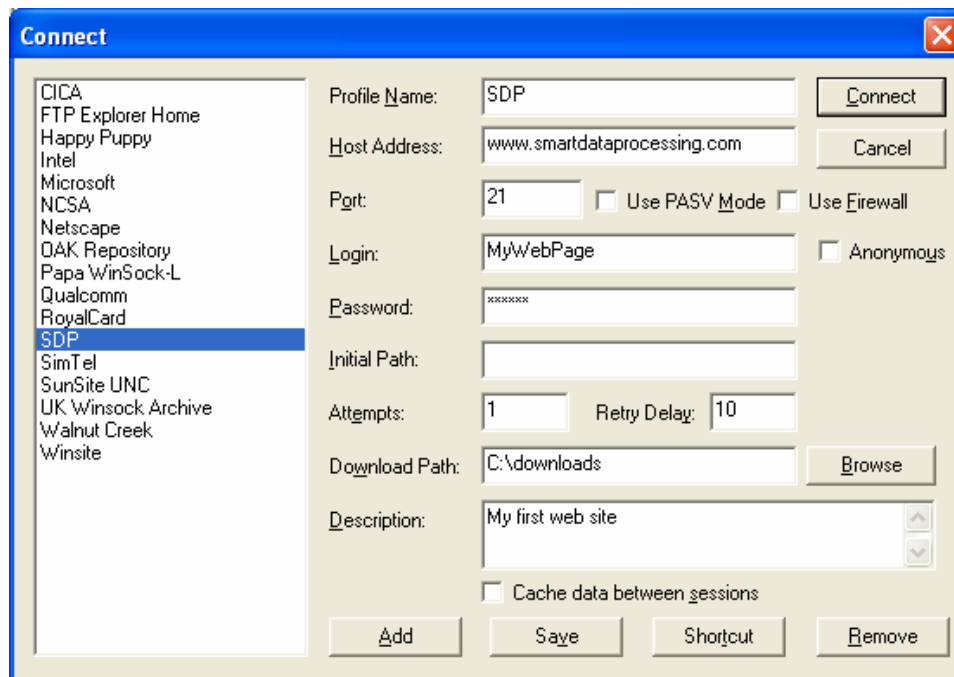 Connect
CICA
FTP Explorer Home
Happy Puppy
Intel
Microsoft
NCSA
Netscape
OAK Repository
Papa WinSock-L
Qualcomm
RoyalCard
SDP
SimTel
SunSite UNC
UK Winsock Archive
Walnut Creek
Winsite
Profile Name: SDP Connect
Host Address: www.smartdataprocessing.com Cancel
Port: 21 Use PASV Mode Use Firewall
Login: MyWebPage Anonymous
Password: ××××××
Initial Path:
Attempts: 1 Retry Delay: 10
Download Path: C:\downloads Browse
Description: My first web site
Cache data between sessions
Add Save Shortcut Remove